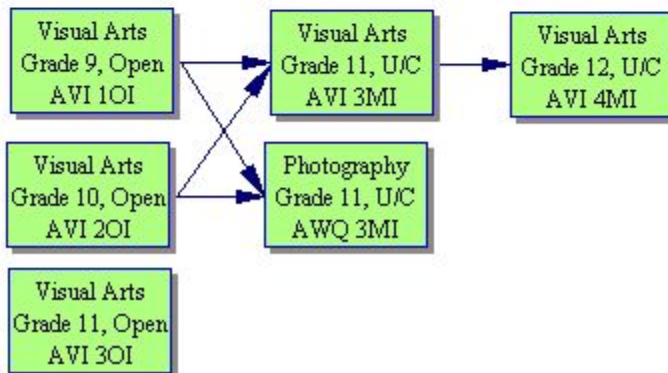 Visual Arts
Grade 9, Open
AVI 1OI
Visual Arts
Grade 11, U/C
AVI 3MI
Visual Arts
Grade 12, U/C
AVI 4MI
Visual Arts
Grade 10, Open
AVI 2OI
Photography
Grade 11, U/C
AWQ 3MI
Visual Arts
Grade 11, Open
AVI 3OI